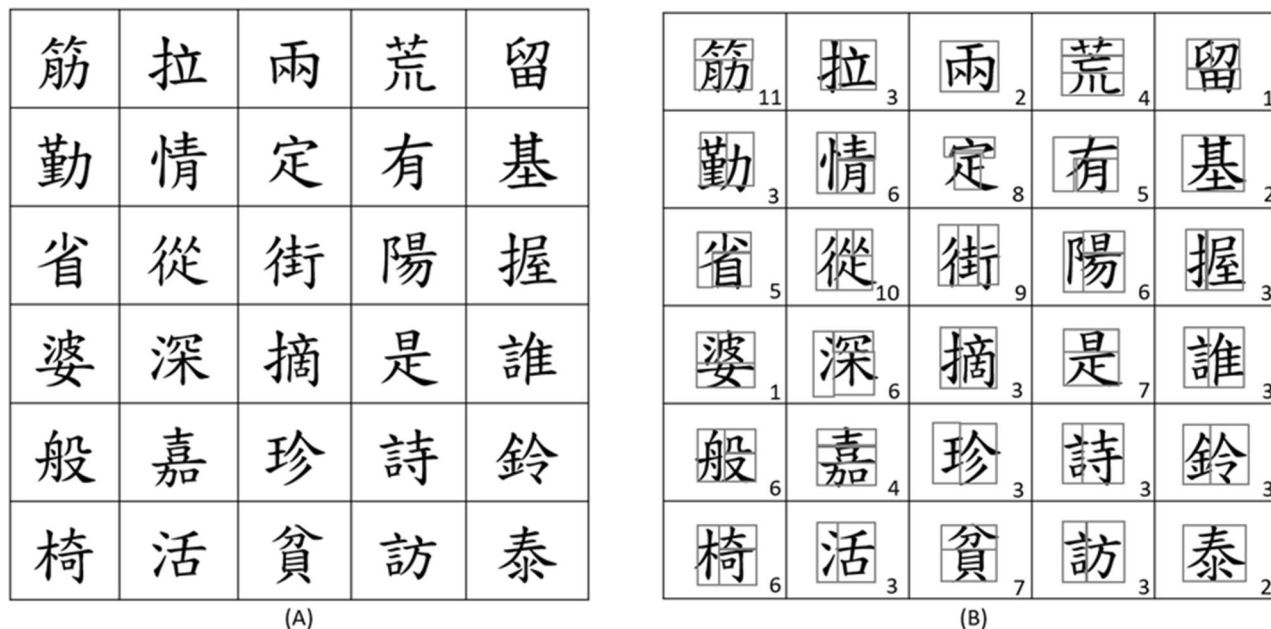 筋 拉 兩 荒 留
勤 情 定 有 基
省 從 街 陽 握
婆 深 摘 是 誰
般 嘉 珍 詩 鈴
椅 活 貧 訪 泰
(A)
筋 11 拉 3 兩 2 荒 4 留 1
勤 3 情 6 定 8 有 5 基 2
省 5 從 10 街 9 陽 6 握 3
婆 1 深 6 摘 3 是 7 誰 3
般 6 嘉 4 珍 3 詩 3 鈴 3
椅 6 活 3 貧 7 訪 3 泰 2
(B)